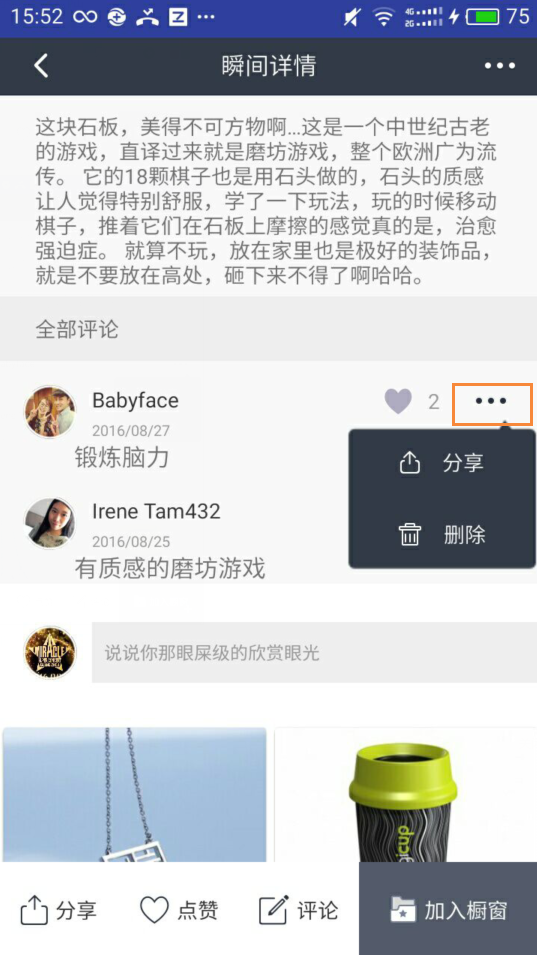 15:52 75
4G
2G
瞬间详情
这块石板，美得不可方物啊...这是一个中世纪古老
的游戏，直译过来就是磨坊游戏，整个欧洲广为流
传。 它的18颗棋子也是用石头做的，石头的质感
让人觉得特别舒服，学了一下玩法，玩的时候移动
棋子，推着它们在石板上摩擦的感觉真的是，治愈
强迫症。 就算不玩，放在家里也是极好的装饰品，
就是不要放在高处，砸下来不得了啊哈哈。
全部评论
Babyface
2
2016/08/27
锻炼脑力
分享
删除
Irene Tam432
2016/08/25
有质感的磨坊游戏
MIRACLE
说说你那眼屎级的欣赏眼光
gicup
分享 点赞 评论 加入橱窗